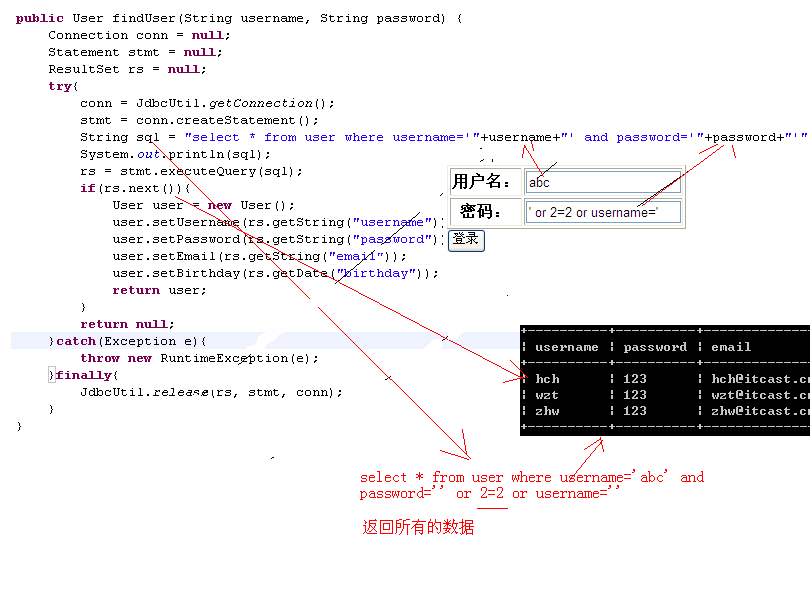 public User findUser(String username, String password) {
Connection conn = null;
Statement stmt = null;
ResultSet rs = null;
try{
conn = JdbcUtil.getConnection();
stmt = conn.createStatement();
String sql = "select * from user where username='"+username+"' and password='"+password+"'"
System.out.println(sql);
rs = stmt.executeQuery(sql);
if(rs.next()){
User user = new User();
user.setUsername(rs.getString("username")
user.setPassword(rs.getString("password")
user.setEmail(rs.getString("email"));
user.setBirthday(rs.getDate("birthday"));
return user;
}
return null;
}catch(Exception e){
throw new RuntimeException(e);
}finally{
JdbcUtil.release(rs, stmt, conn);
}
}
用户名: abc
密码: ' or 2=2 or username='
登录
username | password | email
hch | 123 | hch@itcast.c
wzt | 123 | wzt@itcast.c
zhw | 123 | zhw@itcast.c
select * from user where username='abc' and
password='' or 2=2 or username=''
返回所有的数据